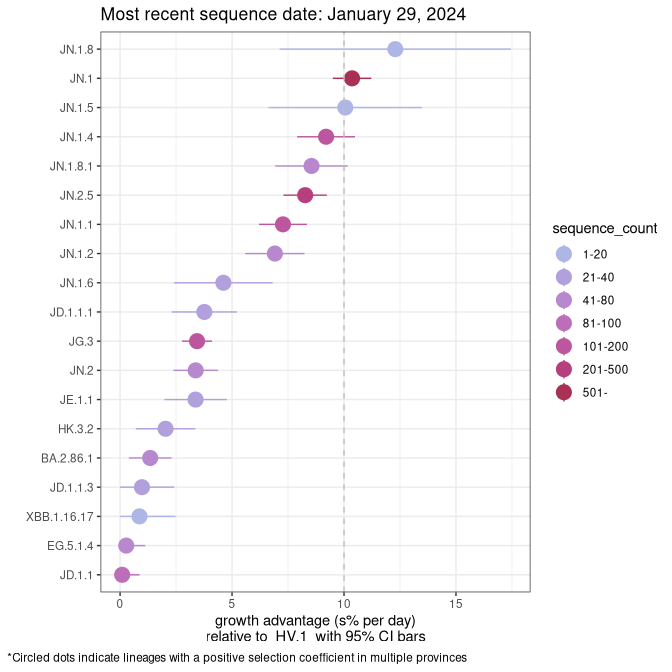 Most recent sequence date: January 29, 2024
JN.1.8
JN.1
JN.1.5
JN.1.4
JN.1.8.1
JN.2.5
JN.1.1
JN.1.2
JN.1.6
JD.1.1.1
JG.3
JN.2
JE.1.1
HK.3.2
BA.2.86.1
JD.1.1.3
XBB.1.16.17
EG.5.1.4
JD.1.1
0 5 10 15
growth advantage (s% per day)
relative to HV.1 with 95% CI bars
sequence_count
1-20
21-40
41-80
81-100
101-200
201-500
501-
*Circled dots indicate lineages with a positive selection coefficient in multiple provinces